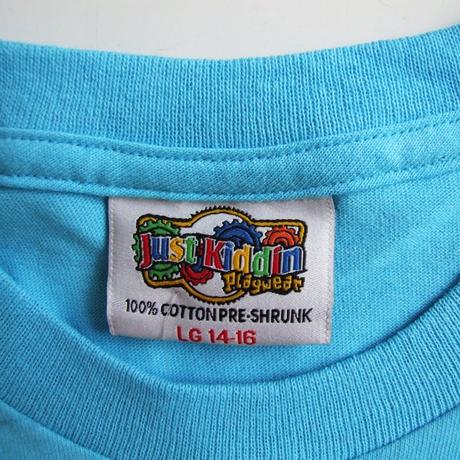 Just Kiddin
Playwear
100% COTTON PRE-SHRUNK
LG 14-16